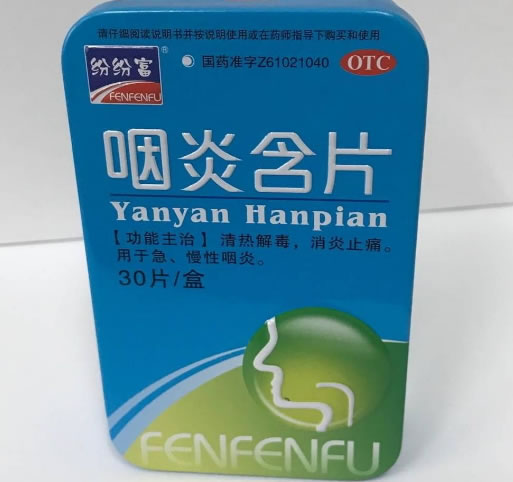 请仔细阅读说明书并按说明使用或在药师指导下购买和使用
纷纷富®
FENFENFU
国药准字Z61021040
OTC
咽炎含片
Yanyan Hanpian
【功能主治】清热解毒,消炎止痛。
用于急、慢性咽炎。
30片/盒
FENFENFU